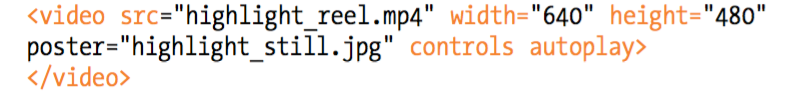 <video src="highlight_reel.mp4" width="640" height="480"
poster="highlight_still.jpg" controls autoplay>
</video>